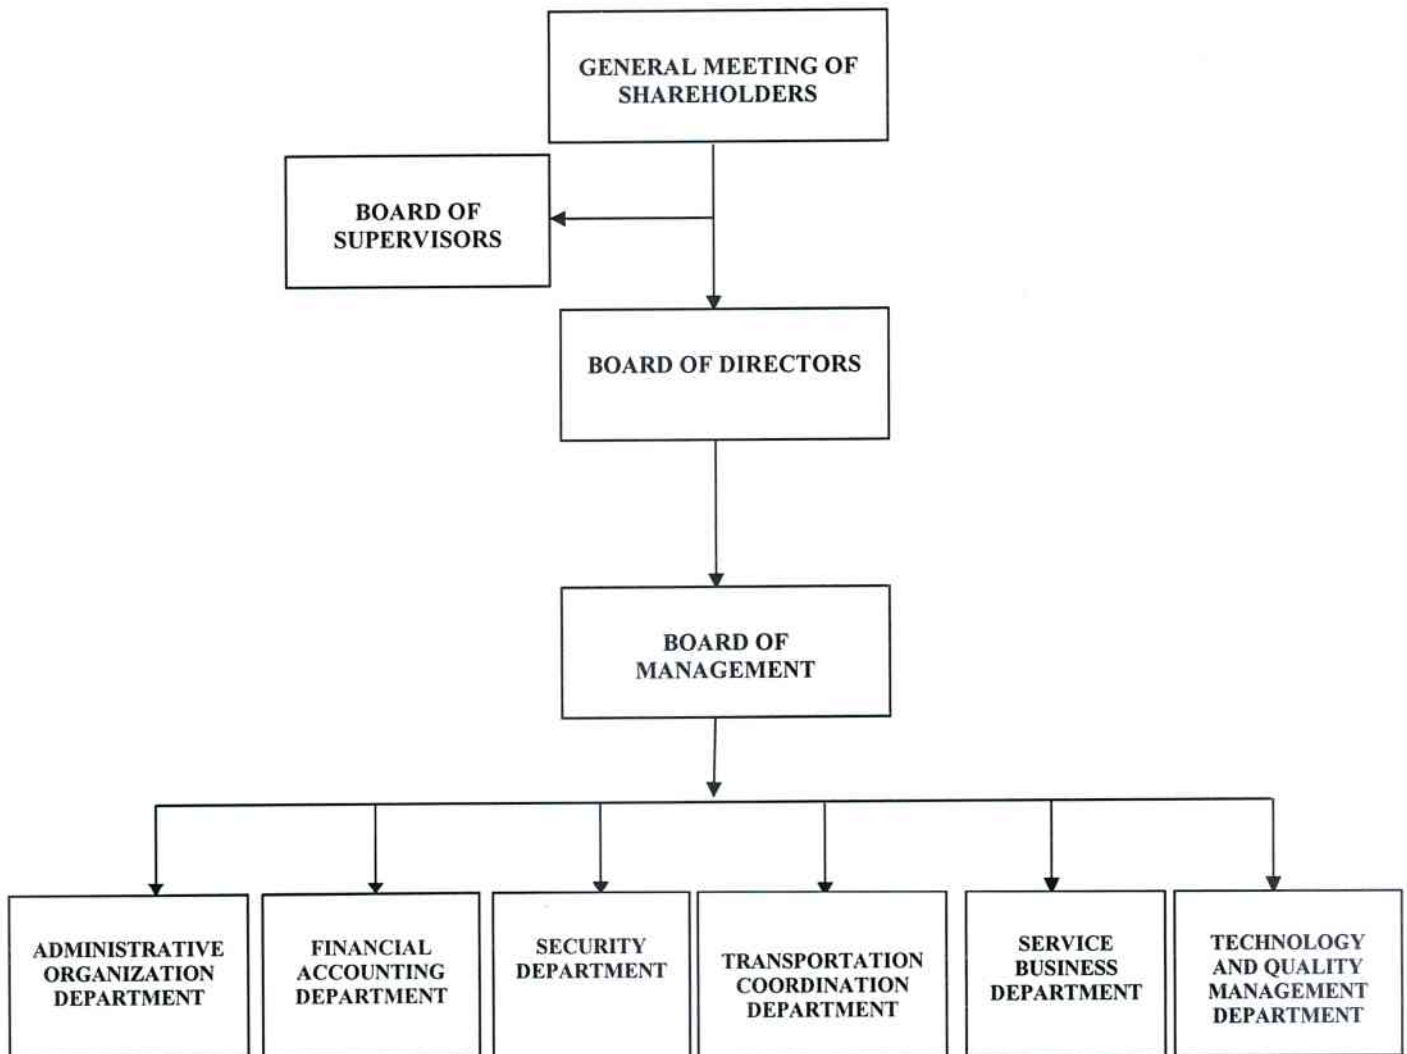 GENERAL MEETING OF
SHAREHOLDERS
BOARD OF
SUPERVISORS
BOARD OF DIRECTORS
BOARD OF
MANAGEMENT
ADMINISTRATIVE
ORGANIZATION
DEPARTMENT
FINANCIAL
ACCOUNTING
DEPARTMENT
SECURITY
DEPARTMENT
TRANSPORTATION
COORDINATION
DEPARTMENT
SERVICE
BUSINESS
DEPARTMENT
TECHNOLOGY
AND QUALITY
MANAGEMENT
DEPARTMENT